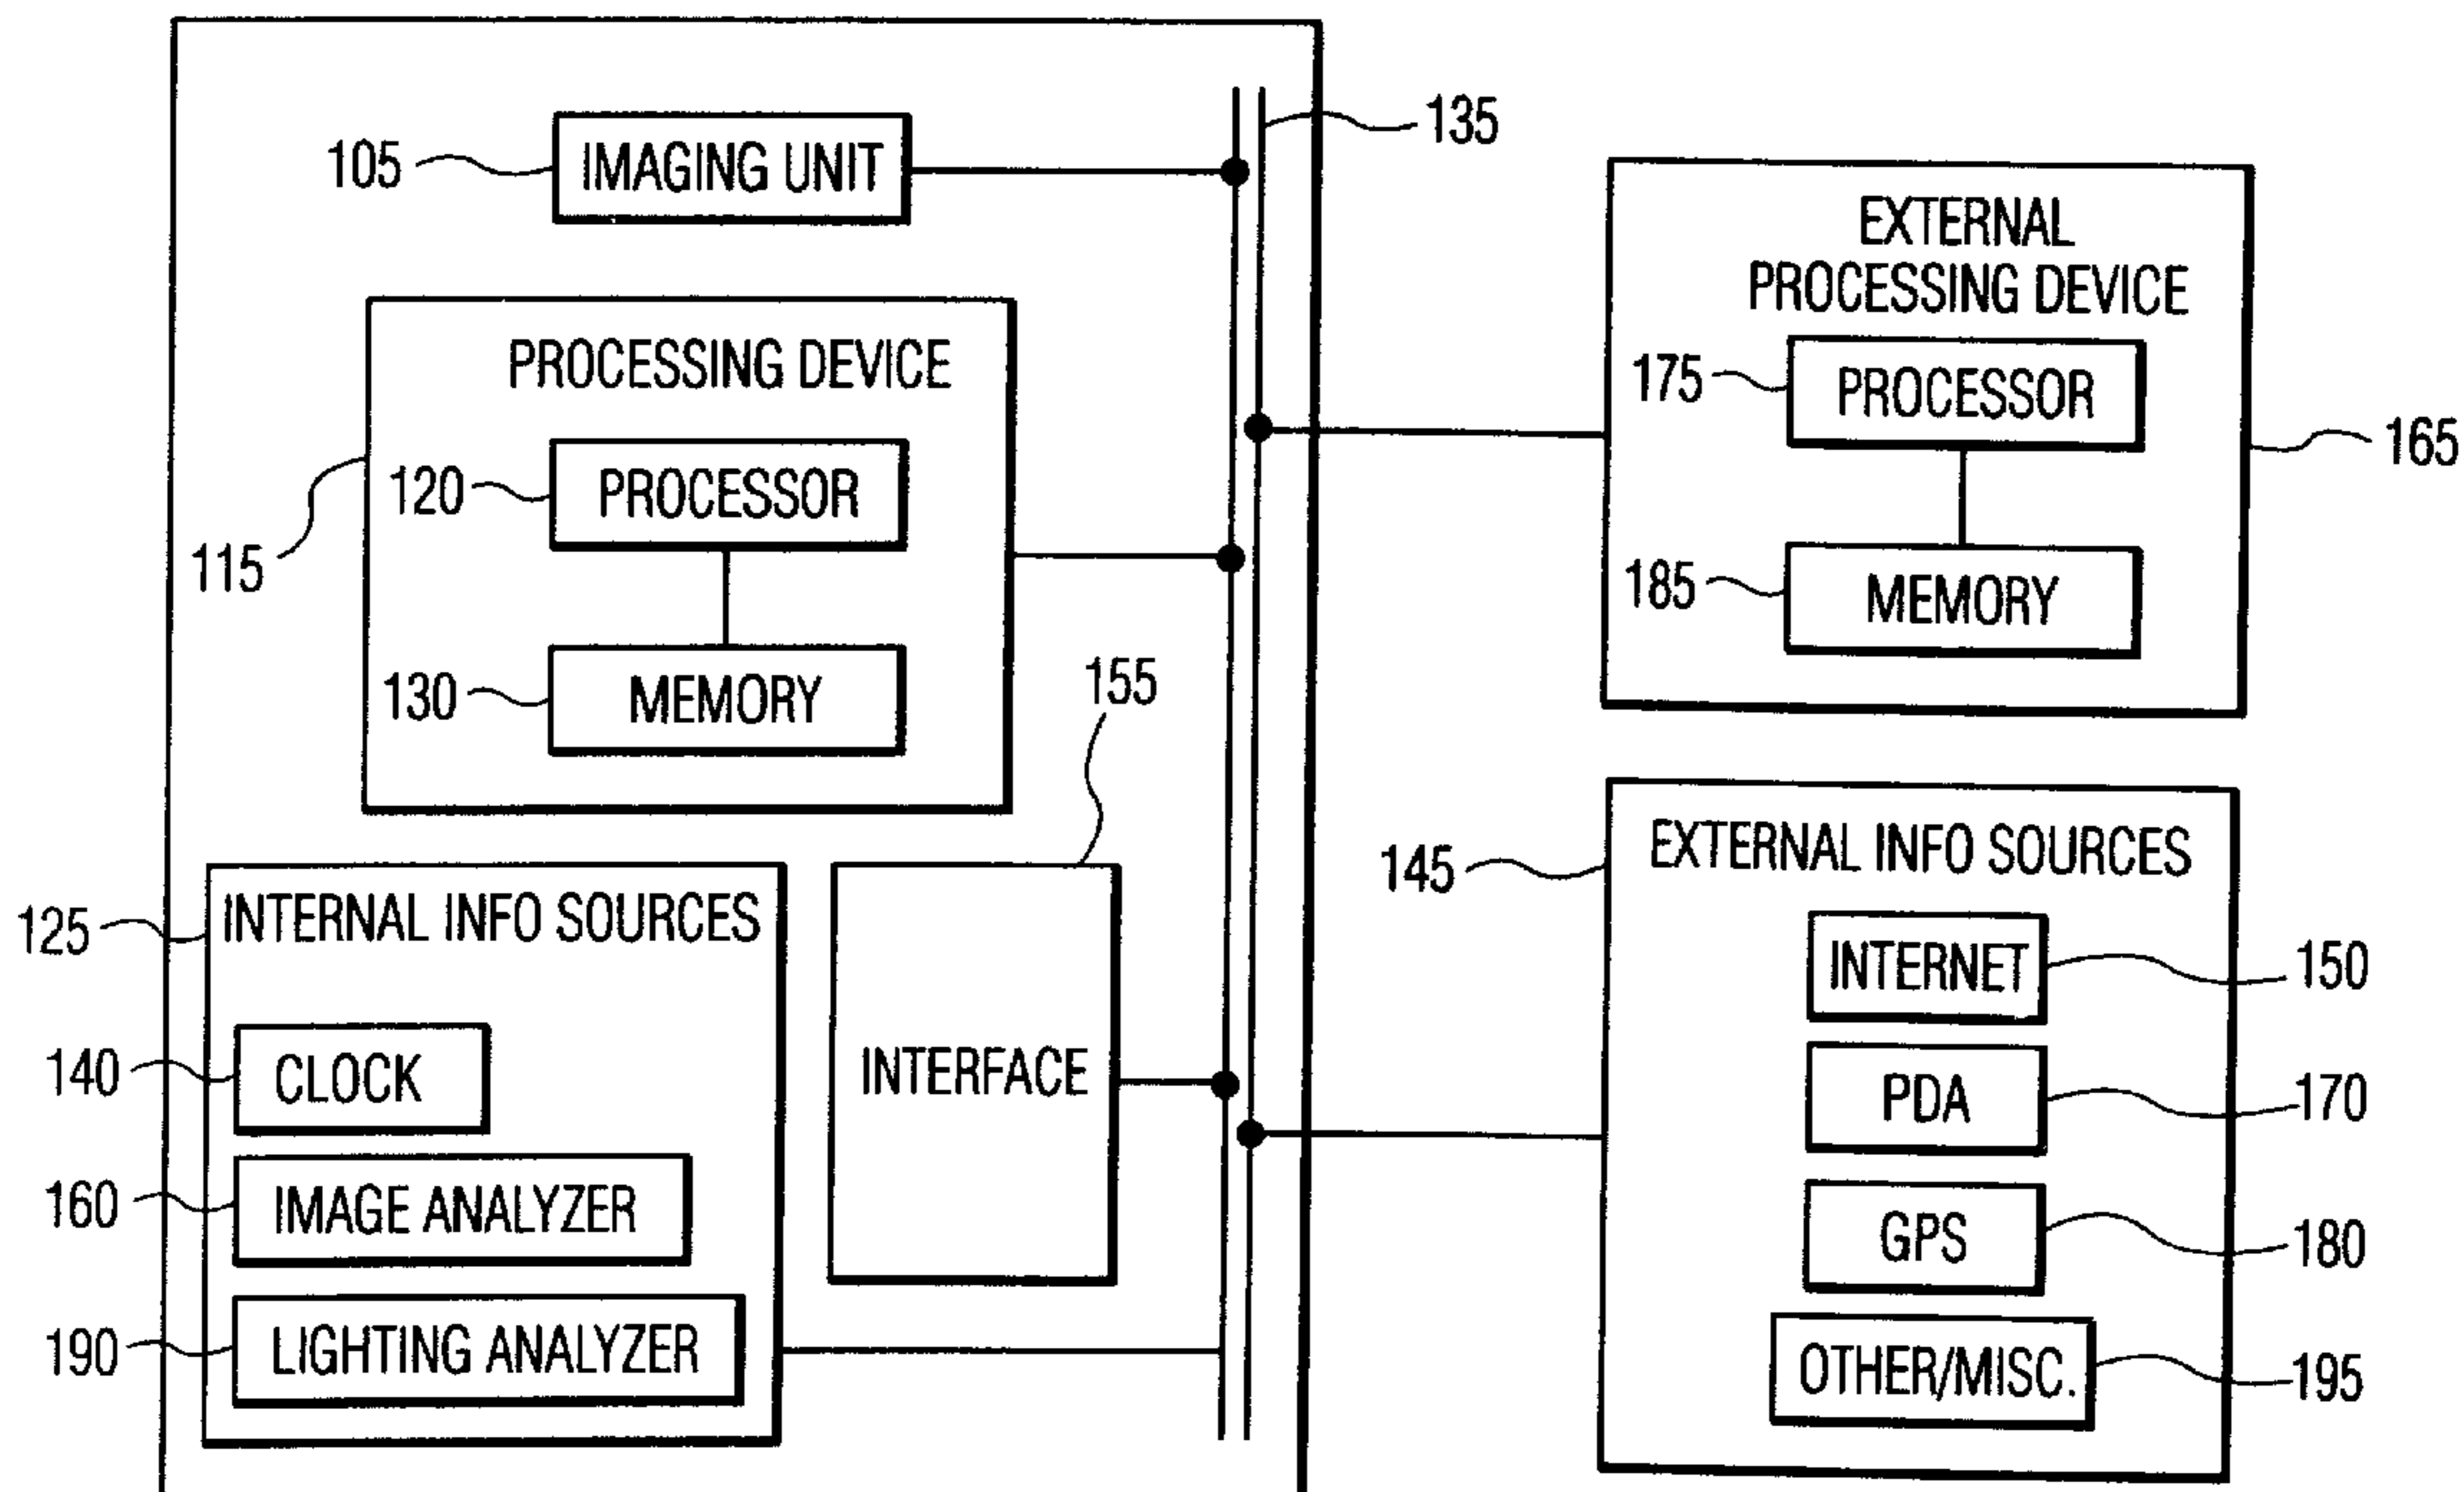 135
105
IMAGING UNIT
EXTERNAL
PROCESSING DEVICE
175
PROCESSOR
165
185
MEMORY
PROCESSING DEVICE
120
PROCESSOR
115
130
MEMORY
155
125
INTERNAL INFO SOURCES
140
CLOCK
160
IMAGE ANALYZER
190
LIGHTING ANALYZER
INTERFACE
145
EXTERNAL INFO SOURCES
INTERNET
150
PDA
170
GPS
180
OTHER/MISC.
195